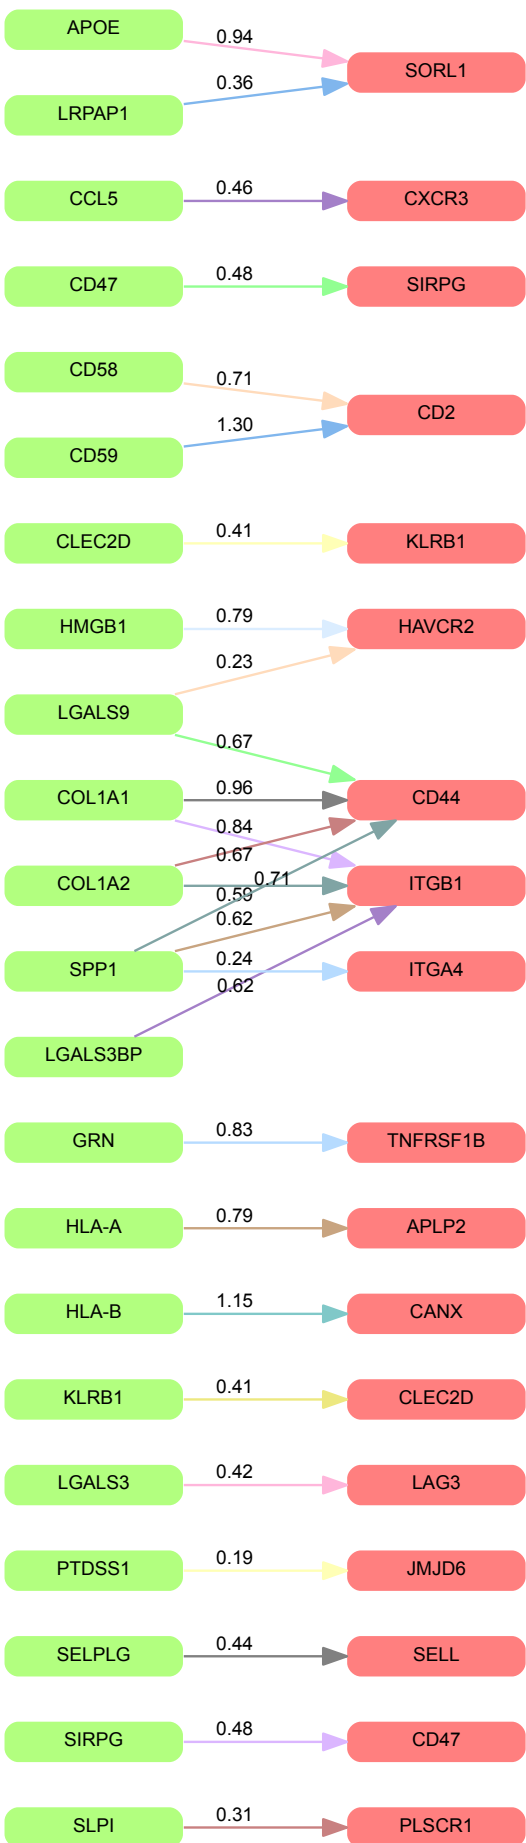 APOE
0.94
SORL1
0.36
LRPAP1
CCL5
0.46
CXCR3
CD47
0.48
SIRPG
CD58
0.71
CD2
1.30
CD59
CLEC2D
0.41
KLRB1
HMGB1
0.79
HAVCR2
0.23
LGALS9
0.67
COL1A1
0.96
CD44
0.84
0.67
COL1A2
0.71
ITGB1
0.59
0.62
SPP1
0.24
ITGA4
0.62
LGALS3BP
GRN
0.83
TNFRSF1B
HLA-A
0.79
APLP2
HLA-B
1.15
CANX
KLRB1
0.41
CLEC2D
LGALS3
0.42
LAG3
PTDSS1
0.19
JMJD6
SELPLG
0.44
SELL
SIRPG
0.48
CD47
SLPI
0.31
PLSCR1